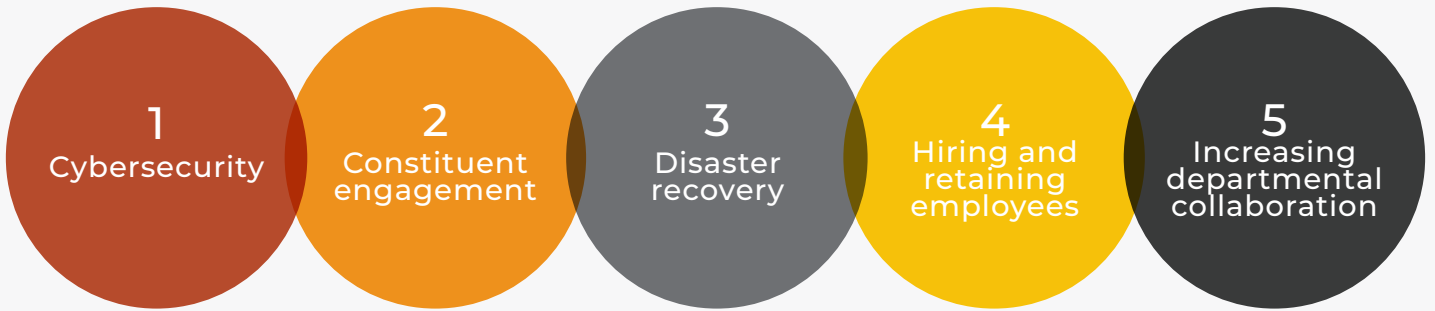 1
Cybersecurity
2
Constituent
engagement
3
Disaster
recovery
4
Hiring and
retaining
employees
5
Increasing
departmental
collaboration